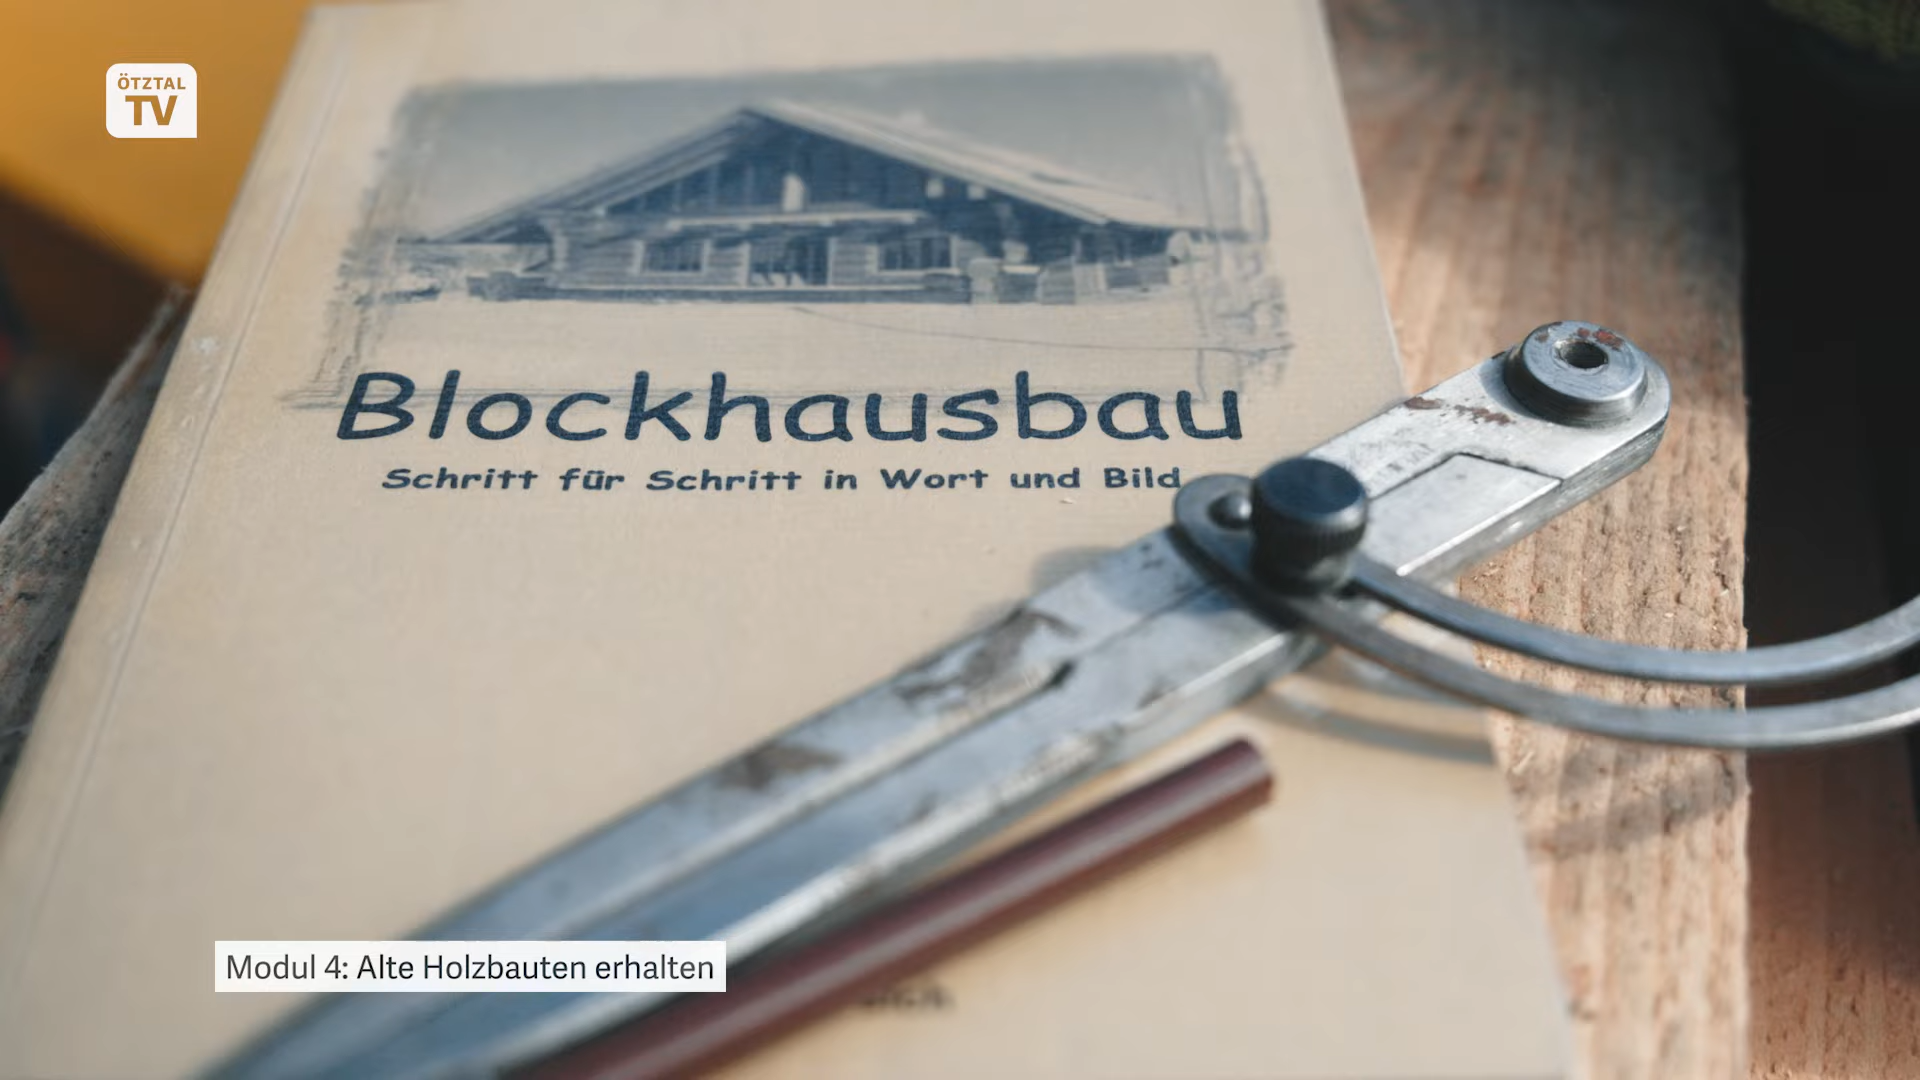 ÖTZTAL
TV
Blockhausbau
Schritt für Schritt in Wort und Bild
Modul 4: Alte Holzbauten erhalten